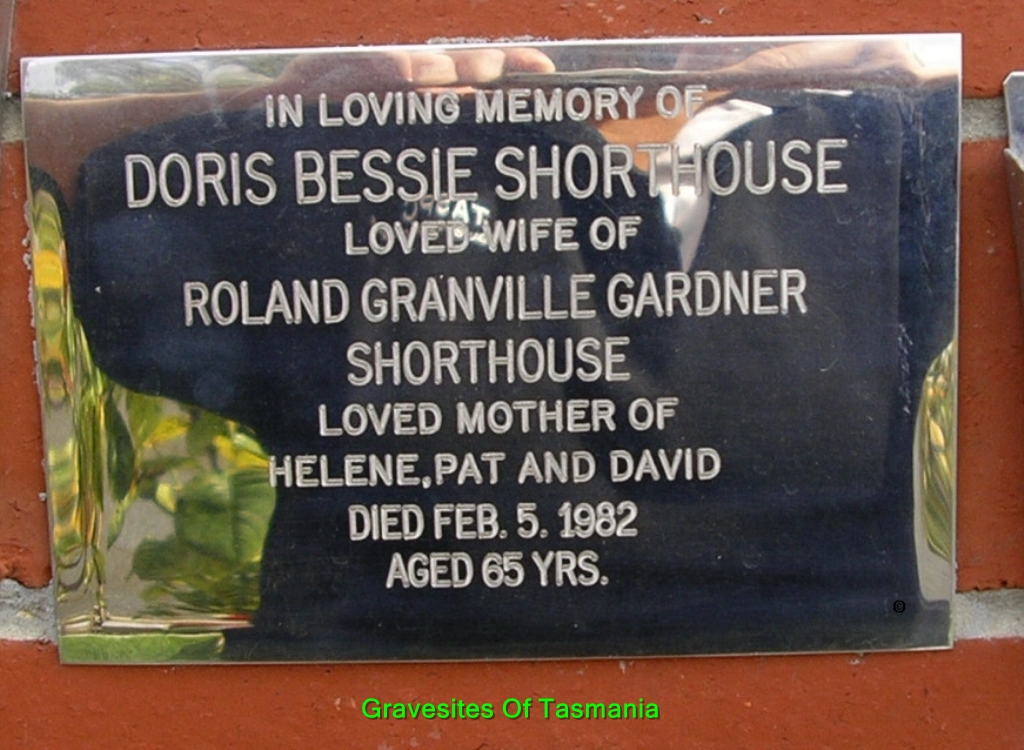 IN LOVING MEMORY OF
DORIS BESSIE SHORTHOUSE
LOVED WIFE OF
ROLAND GRANVILLE GARDNER
SHORTHOUSE
LOVED MOTHER OF
HELENE, PAT AND DAVID
DIED FEB. 5. 1982
AGED 65 YRS.
©
Gravesites Of Tasmania